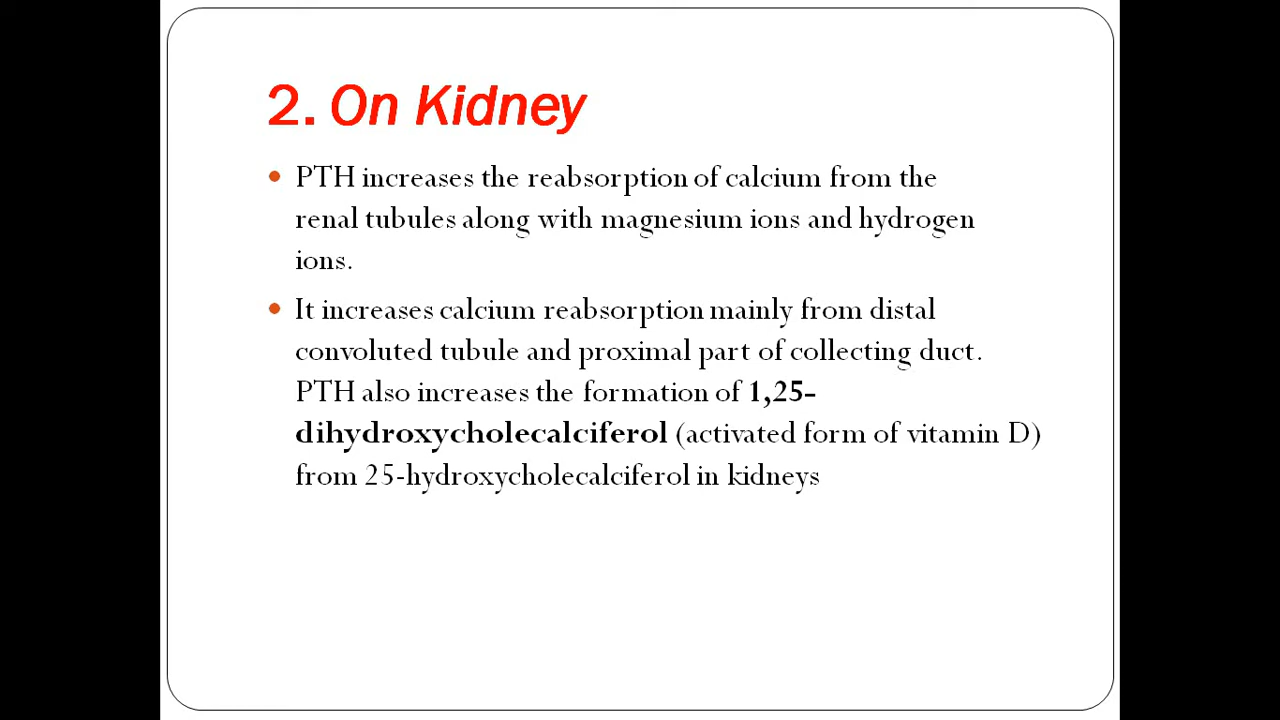 2. On Kidney
PTH increases the reabsorption of calcium from the
renal tubules along with magnesium ions and hydrogen
ions.
It increases calcium reabsorption mainly from distal
convoluted tubule and proximal part of collecting duct.
PTH also increases the formation of 1,25-
dihydroxycholecalciferol (activated form of vitamin D)
from 25-hydroxycholecalciferol in kidneys